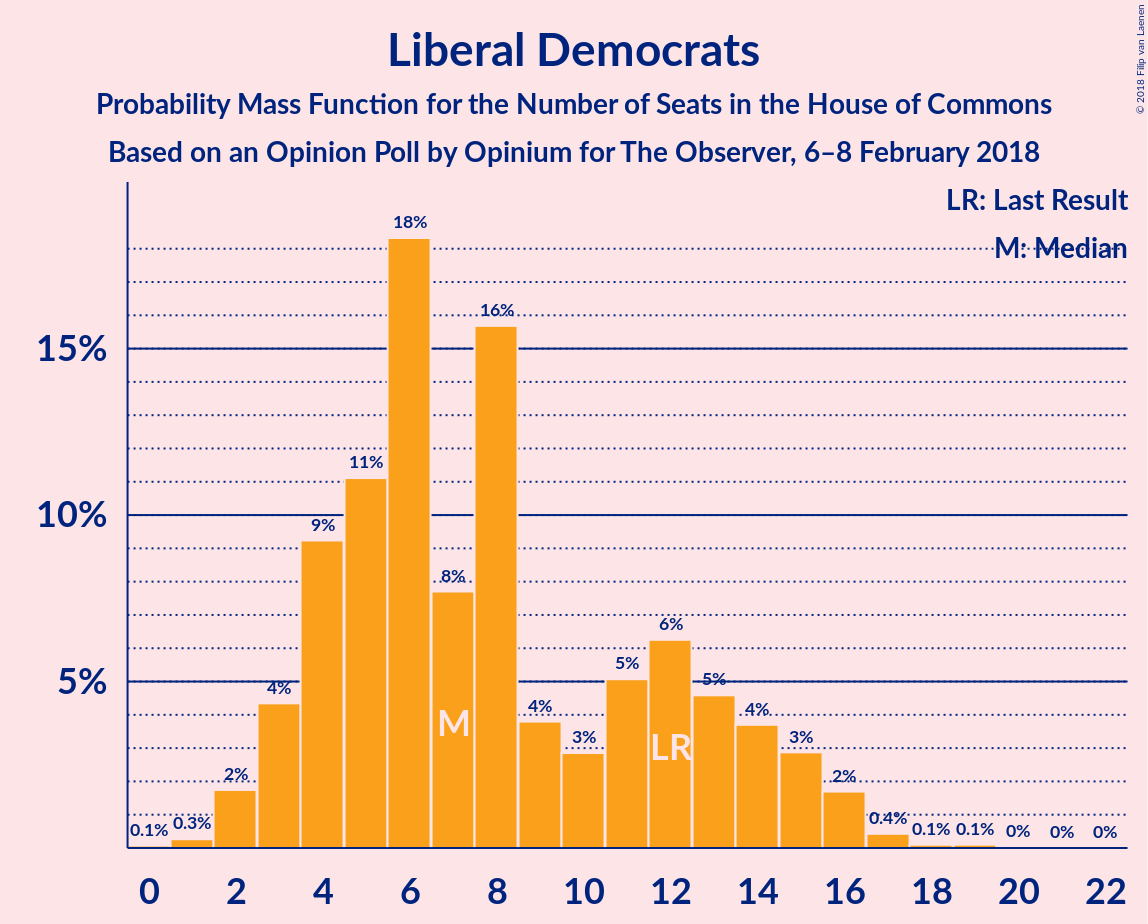 Liberal Democrats
Probability Mass Function for the Number of Seats in the House of Commons
Based on an Opinion Poll by Opinium for The Observer, 6–8 February 2018
© 2018 Filip van Laenen
LR: Last Result
M: Median
15%
10%
5%
0.1%
0.3%
2%
4%
9%
11%
18%
8%
16%
4%
3%
5%
6%
5%
4%
3%
2%
0.4%
0.1%
0.1%
0%
0%
0%
M
LR
0 2 4 6 8 10 12 14 16 18 20 22